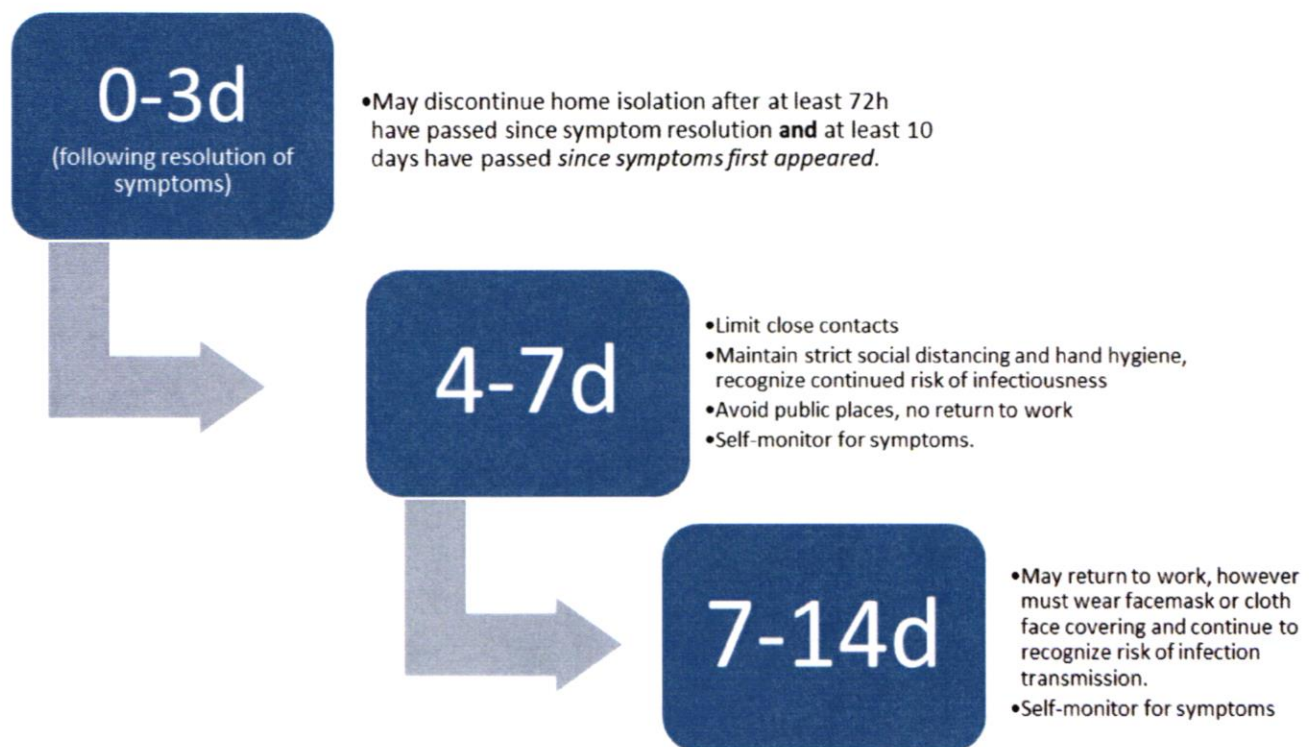 0-3d
(following resolution of
symptoms)
•May discontinue home isolation after at least 72h
have passed since symptom resolution and at least 10
days have passed since symptoms first appeared.
4-7d
•Limit close contacts
•Maintain strict social distancing and hand hygiene,
recognize continued risk of infectiousness
•Avoid public places, no return to work
•Self-monitor for symptoms.
7-14d
•May return to work, however
must wear facemask or cloth
face covering and continue to
recognize risk of infection
transmission.
•Self-monitor for symptoms